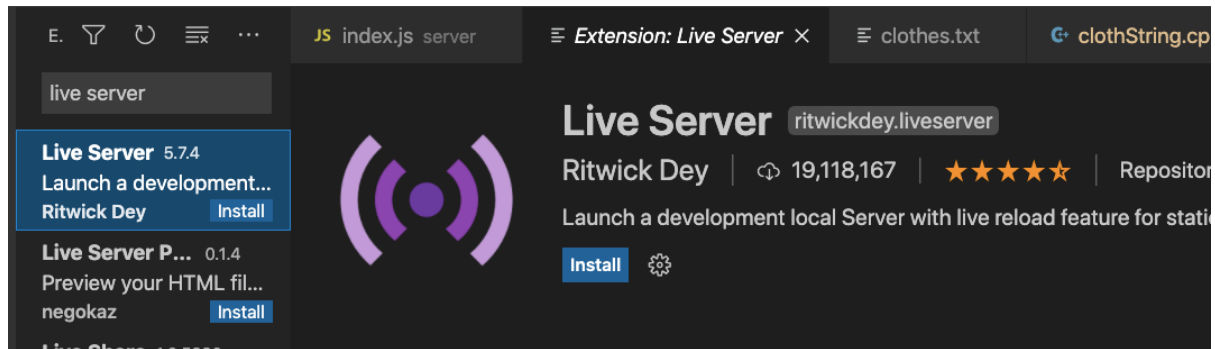 E. ...
JS index.js server
Extension: Live Server ×
clothes.txt
clothString.cp
live server
Live Server 5.7.4
Launch a development...
Ritwick Dey Install
Live Server P... 0.1.4
Preview your HTML fil...
negokaz Install
Live Server ritwickdey.liveserver
Ritwick Dey 19,118,167 Repositor
Launch a development local Server with live reload feature for stati
Install